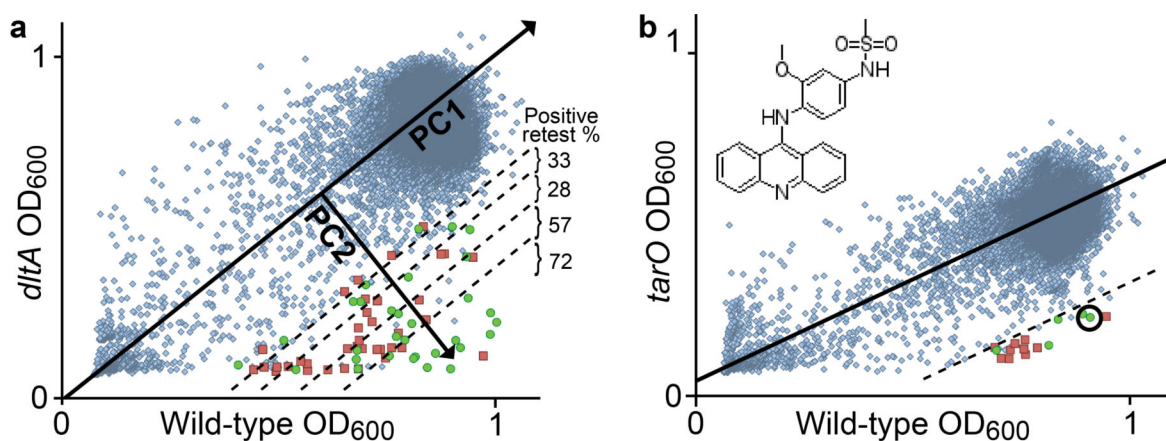 a
1
dltA OD600
0
0
Wild-type OD600
1
PC1
PC2
Positive
retest %
33
28
57
72
b
1
tarO OD600
0
0
Wild-type OD600
1
O=S=O
NH
O
HN
N